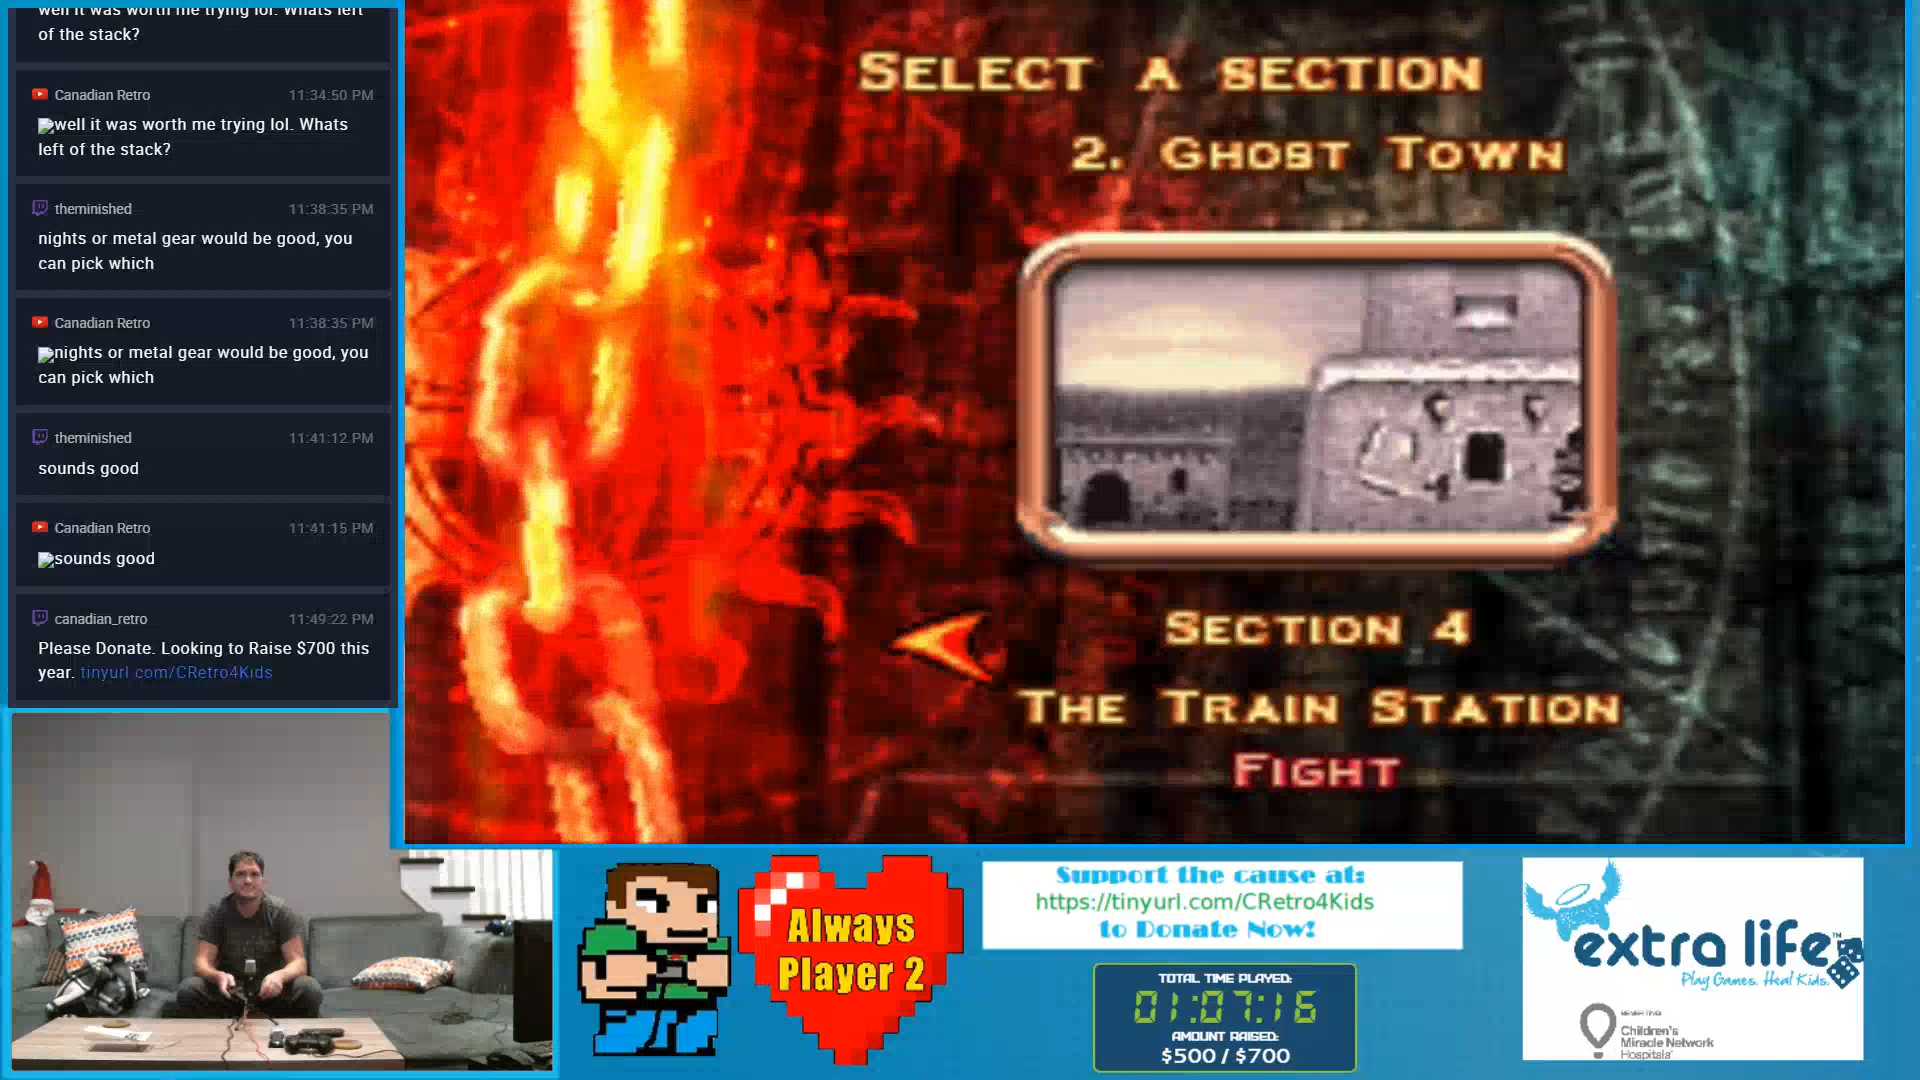 well it was worth me trying lol. Whats left
of the stack?
Canadian Retro 11:34:50 PM
well it was worth me trying lol. Whats
left of the stack?
theminished 11:38:35 PM
nights or metal gear would be good, you
can pick which
Canadian Retro 11:38:35 PM
nights or metal gear would be good, you
can pick which
theminished 11:41:12 PM
sounds good
Canadian Retro 11:41:15 PM
sounds good
canadian_retro 11:49:22 PM
Please Donate. Looking to Raise $700 this
year. tinyurl.com/CRetro4Kids
SELECT A SECTION
2. GHOST TOWN
SECTION 4
THE TRAIN STATION
FIGHT
Always
Player 2
Support the cause at:
https://tinyurl.com/CRetro4Kids
to Donate Now!
TOTAL TIME PLAYED:
01:07:16
AMOUNT RAISED:
$500 / $700
extra life™
Play Games. Heal Kids.
Children's
Miracle Network
Hospitals